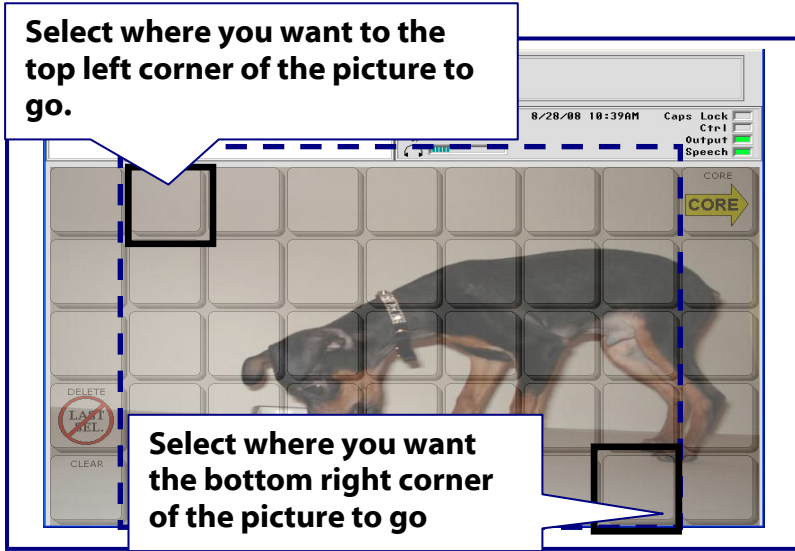 Select where you want to the
top left corner of the picture to
go.
8/28/08 10:39AM
Caps Lock
Ctrl
Output
Speech
CORE
CORE
DELETE
LAST
SEL.
CLEAR
Select where you want
the bottom right corner
of the picture to go